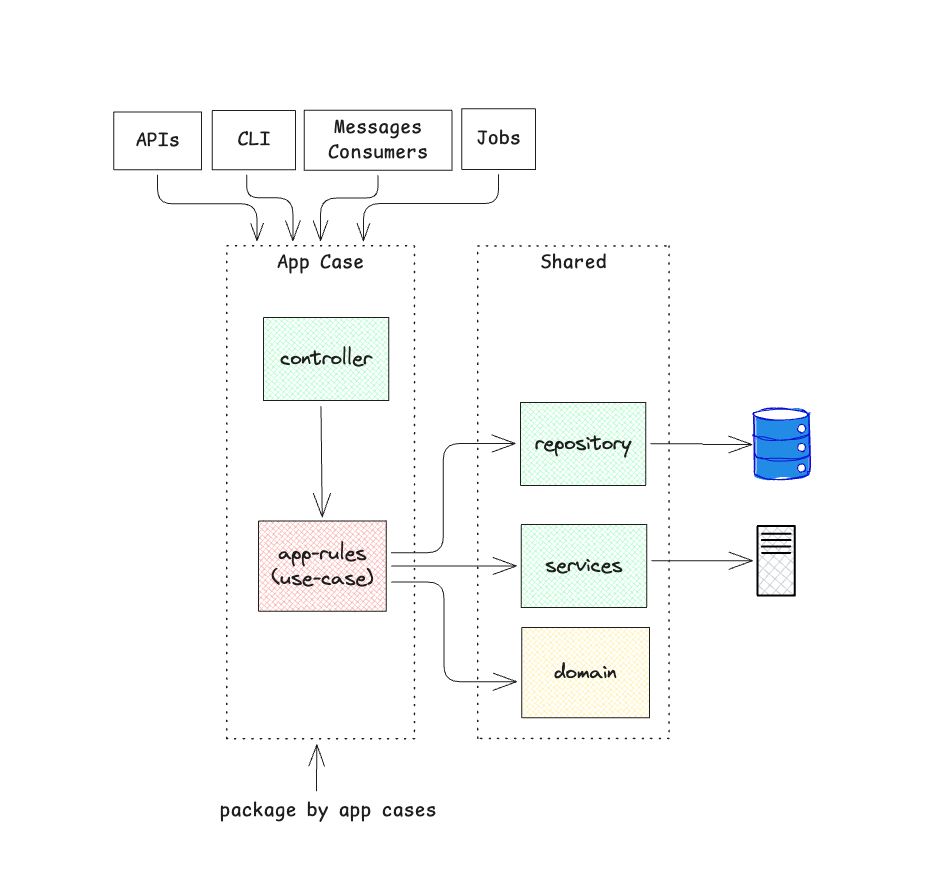 APIs
CLI
Messages
Consumers
Jobs
App Case
Shared
controller
repository
app-rules
(use-case)
services
domain
package by app cases